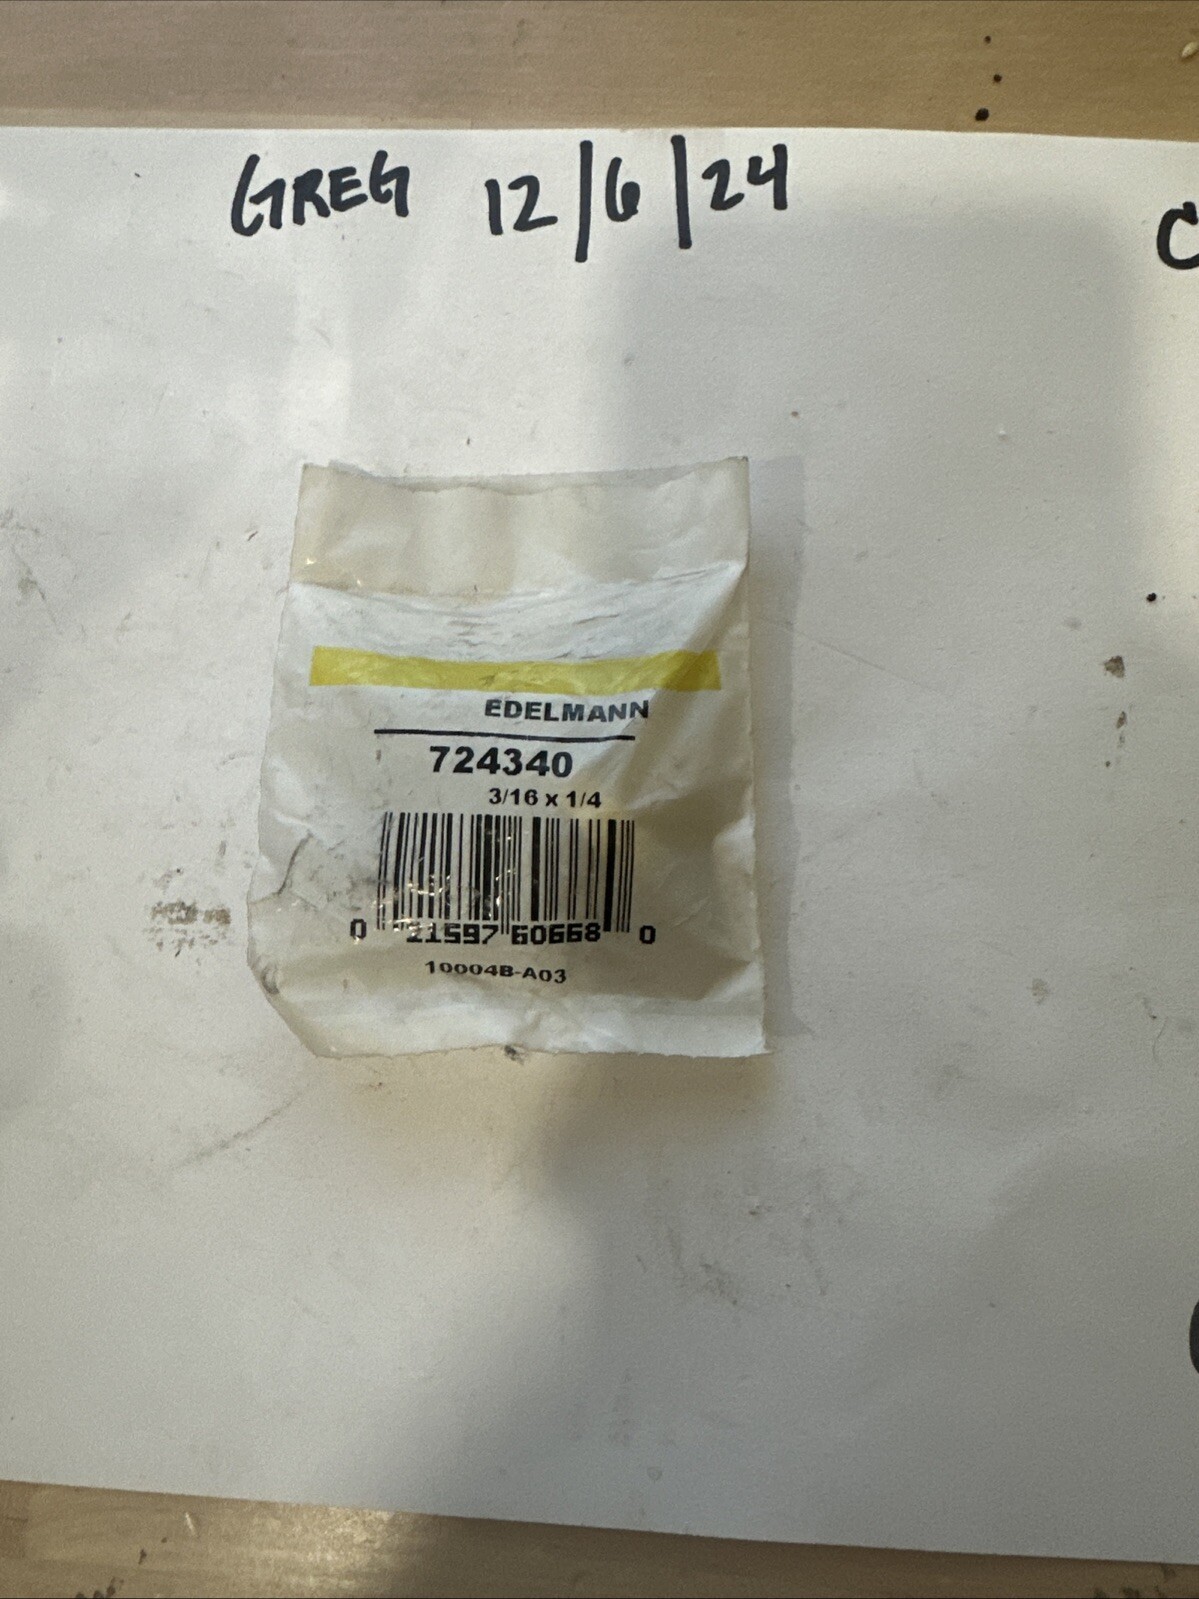 GREG 12/6/24
EDELMANN
724340
3/16 x 1/4
0 21597 60668 0
10004B-A03